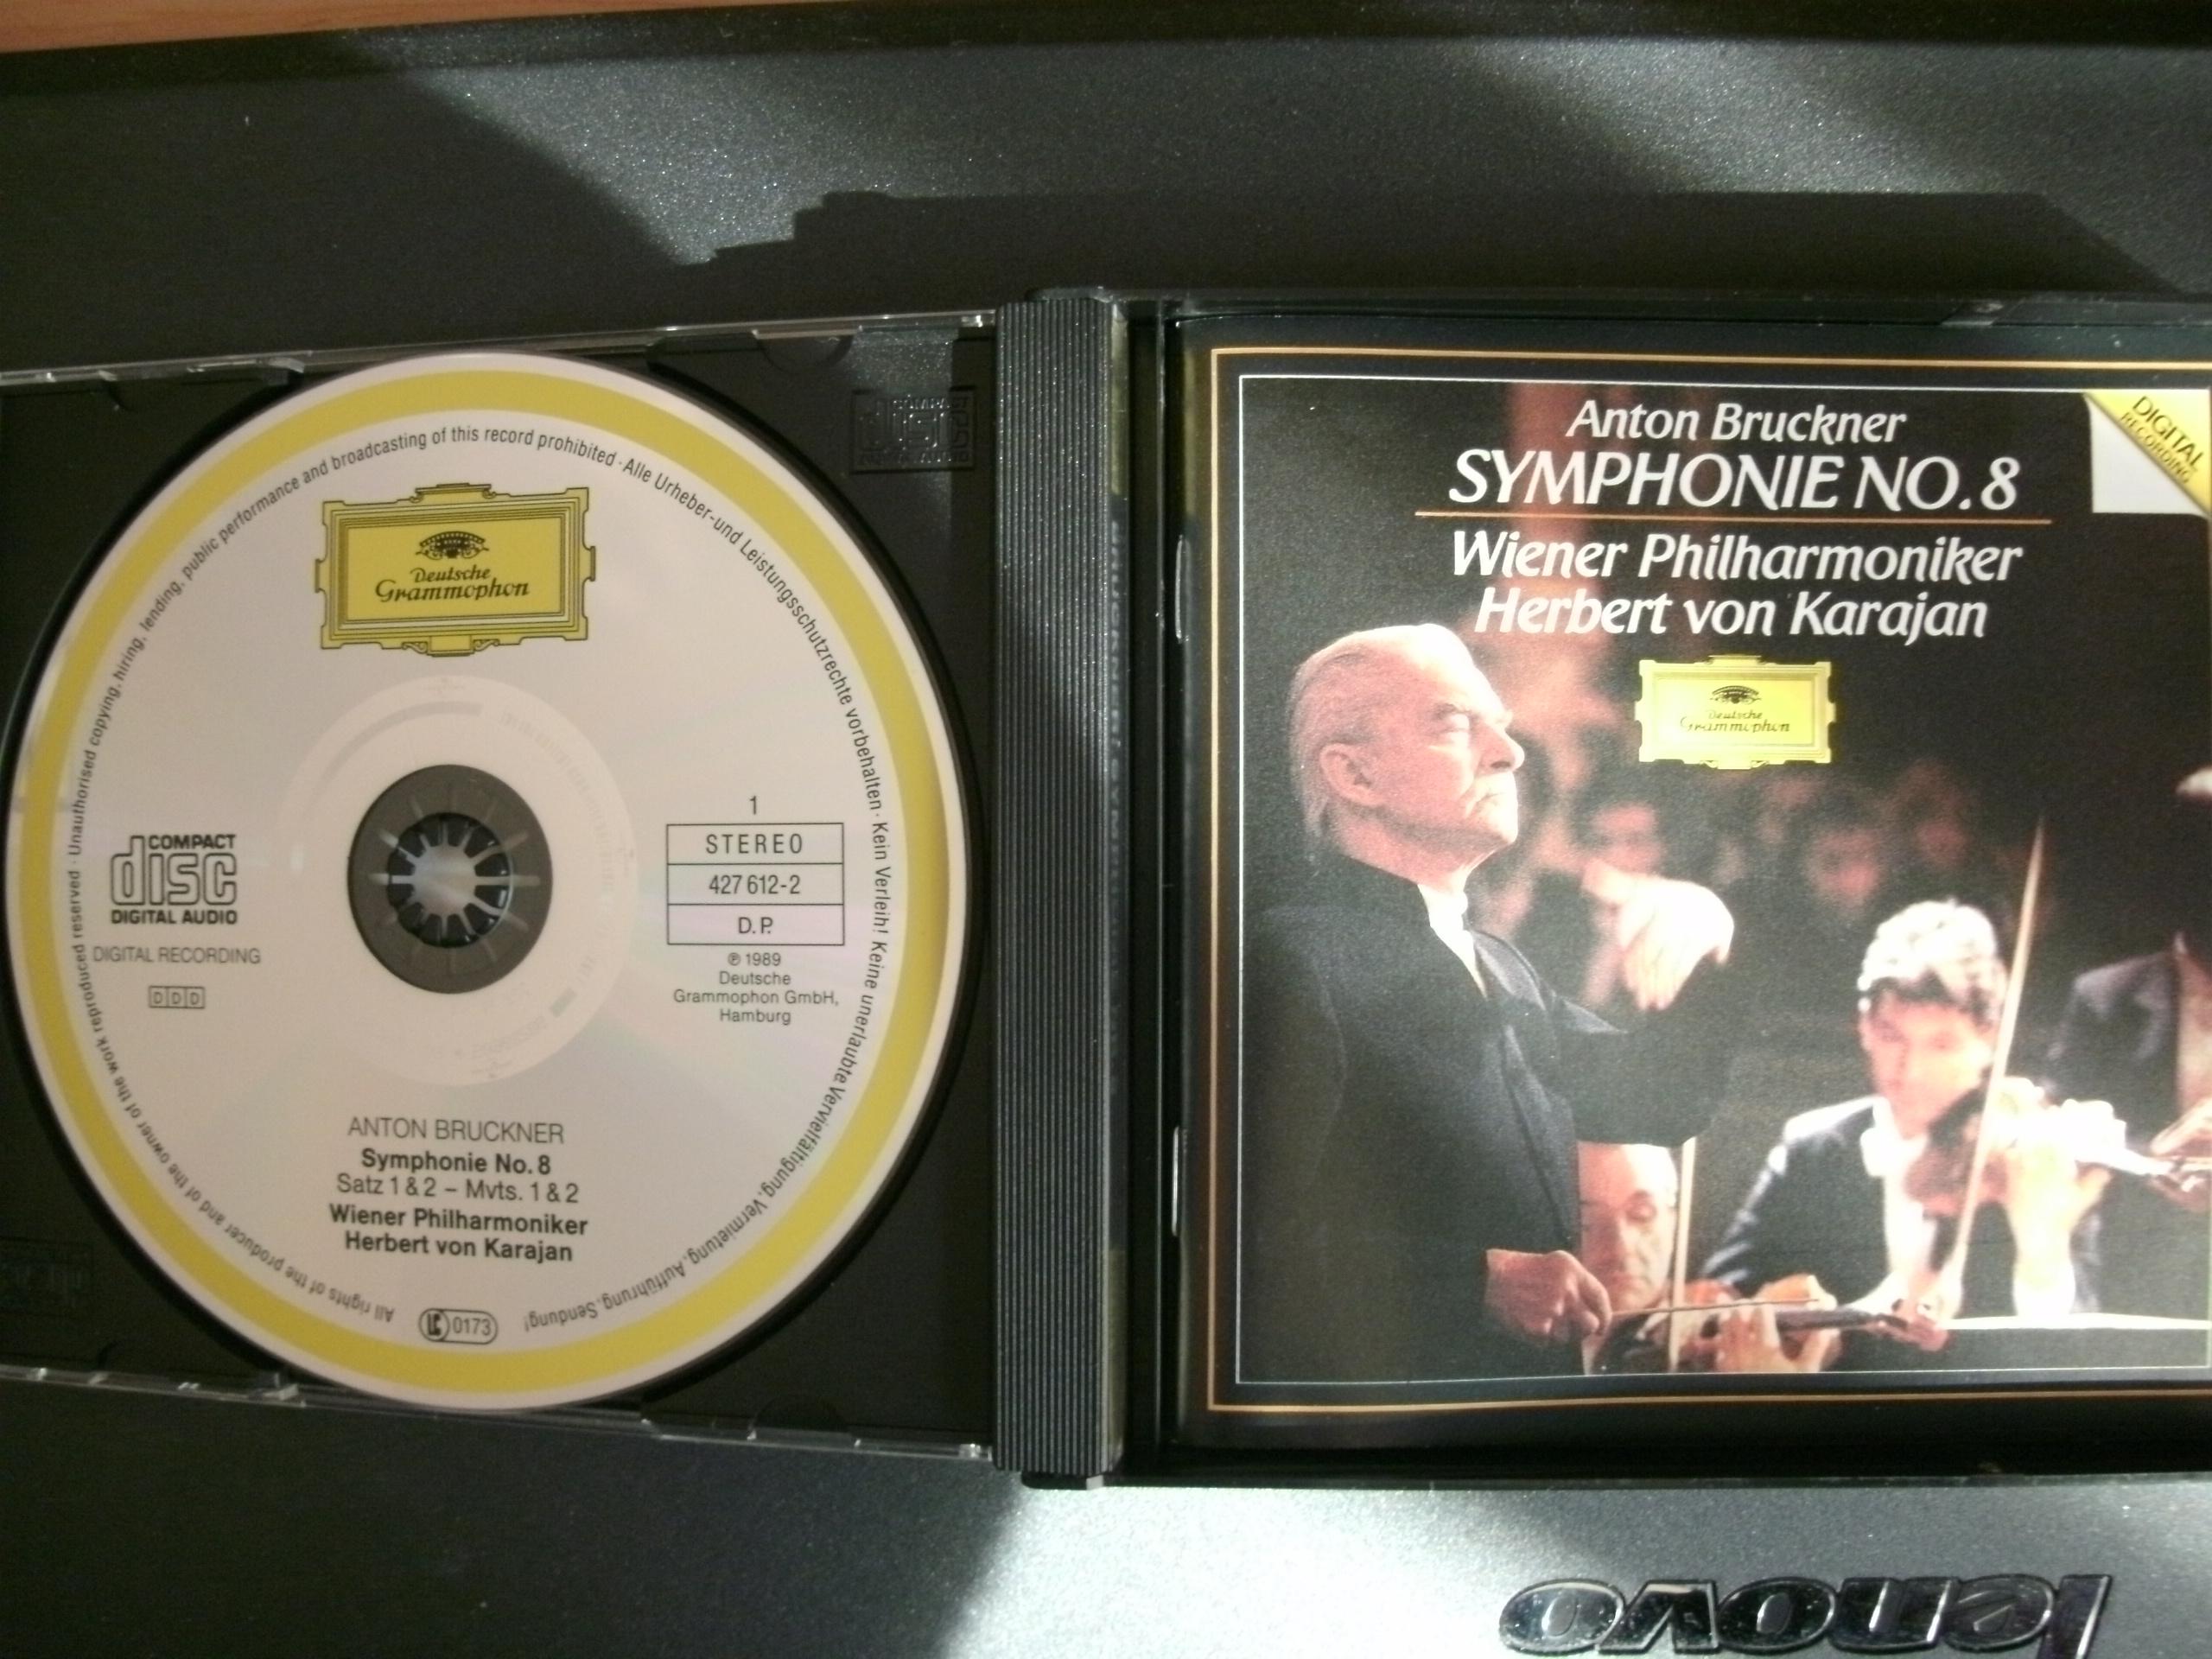 All rights of the producer and of the owner of the work reproduced reserved · Unauthorised copying, hiring, lending, public performance and broadcasting of this record prohibited · Alle Urheber- und Leistungsschutzrechte vorbehalten · Kein Verleih! Keine unerlaubte Vervielfältigung, Vermietung, Aufführung, Sendung!
Deutsche
Grammophon
COMPACT
disc
DIGITAL AUDIO
DIGITAL RECORDING
DDD
1
STEREO
427 612-2
D.P.
℗ 1989
Deutsche
Grammophon GmbH,
Hamburg
ANTON BRUCKNER
Symphonie No. 8
Satz 1 & 2 – Mvts. 1 & 2
Wiener Philharmoniker
Herbert von Karajan
LC 0173
COMPACT
disc
DIGITAL AUDIO
Anton Bruckner
SYMPHONIE NO. 8
Wiener Philharmoniker
Herbert von Karajan
DIGITAL
RECORDING
Deutsche
Grammophon
lenovo